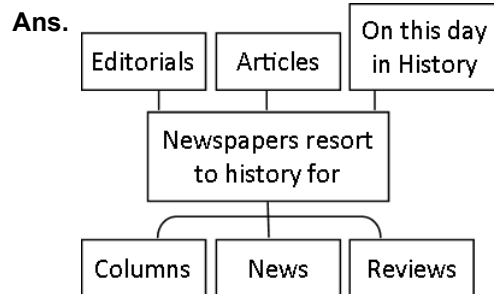 Ans.
Editorials
Articles
On this day
in History
Newspapers resort
to history for
Columns
News
Reviews